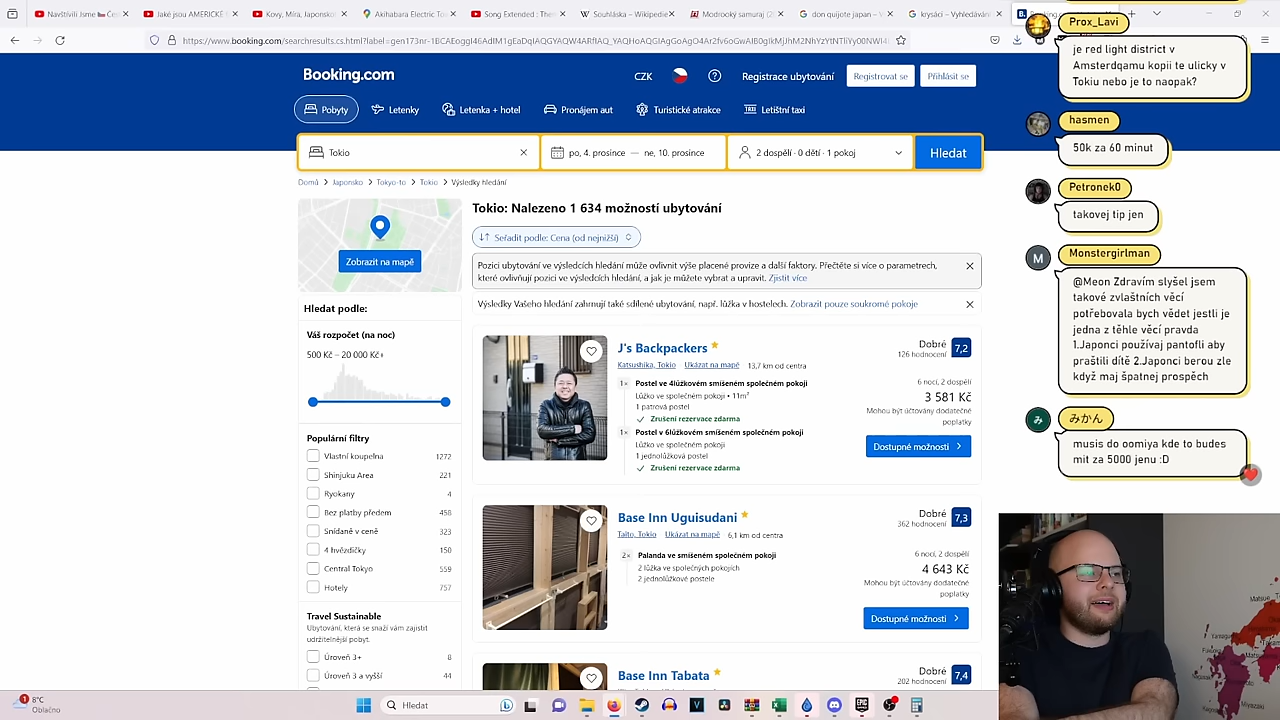 Navštívili Jsme
Jaké jsou AMERICKÉ
Kovy, Míra, Ja
Amsterdam Red Li
Song Extended
Souhláska – Wikipedie
Modrooký samuraj
krysáci – Vyhledávání
https://www.booking.com/search
Booking.com
CZK
Registrace ubytování
Registrovat se
Přihlásit se
Pobyty
Letenky
Letenka + hotel
Pronájem aut
Turistické atrakce
Letištní taxi
Tokio
po, 4. prosince — ne, 10. prosince
2 dospělí · 0 dětí · 1 pokoj
Hledat
Domů > Japonsko > Tokyo-to > Tokio > Výsledky hledání
Zobrazit na mapě
Hledat podle:
Váš rozpočet (na noc)
500 Kč – 20 000 Kč+
Populární filtry
Vlastní koupelna 1272
Shinjuku Area 221
Ryokany 4
Bez platby předem 458
Snídaně v ceně 323
4 hvězdičky 150
Central Tokyo 559
Hotely 757
Travel Sustainable
Ubytování, která se snaží vám zajistit
udržitelnější pobyt.
Úroveň 3+ 8
Úroveň 3 a vyšší 44
Tokio: Nalezeno 1 634 možností ubytování
Seřadit podle: Cena (od nejnižší)
Pozici ubytování ve výsledcích hledání může ovlivnit výše placené provize a další faktory. Přečtěte si více o parametrech,
které ovlivňují pozici ve výsledcích hledání, a jak je můžete vybrat a upravit. Zjistit více
Výsledky Vašeho hledání zahrnují také sdílené ubytování, např. lůžka v hostelech. Zobrazit pouze soukromé pokoje
J's Backpackers
Katsushika, Tokio Ukázat na mapě 13,7 km od centra
1× Postel ve 4lůžkovém smíšeném společném pokoji
Lůžko ve společném pokoji • 11m²
1 patrová postel
Zrušení rezervace zdarma
1× Postel v 6lůžkovém smíšeném společném pokoji
Lůžko ve společném pokoji
1 jednolůžková postel
Zrušení rezervace zdarma
Dobré 7,2
126 hodnocení
6 nocí, 2 dospělí
3 581 Kč
Mohou být účtovány dodatečné
poplatky
Dostupné možnosti
Base Inn Uguisudani
Taito, Tokio Ukázat na mapě 6,1 km od centra
2× Palanda ve smíšeném společném pokoji
2 lůžka ve společných pokojích
2 jednolůžkové postele
Dobré 7,3
362 hodnocení
6 nocí, 2 dospělí
4 643 Kč
Mohou být účtovány dodatečné
poplatky
Dostupné možnosti
Base Inn Tabata
Dobré 7,4
202 hodnocení
Prox_Lavi
je red light district v
Amsterdqamu kopii te ulicky v
Tokiu nebo je to naopak?
hasmen
50k za 60 minut
Petronek0
takovej tip jen
M
Monstergirlman
@Meon Zdravím slyšel jsem
takové zvlaštních věcí
potřebovala bych vědet jestli je
jedna z těhle věcí pravda
1.Japonci používaj pantofli aby
praštili dítě 2.Japonci berou zle
když maj špatnej prospěch
み
みかん
musis do oomiya kde to budes
mit za 5000 jenu :D
8°C
Oblačno
Hledat